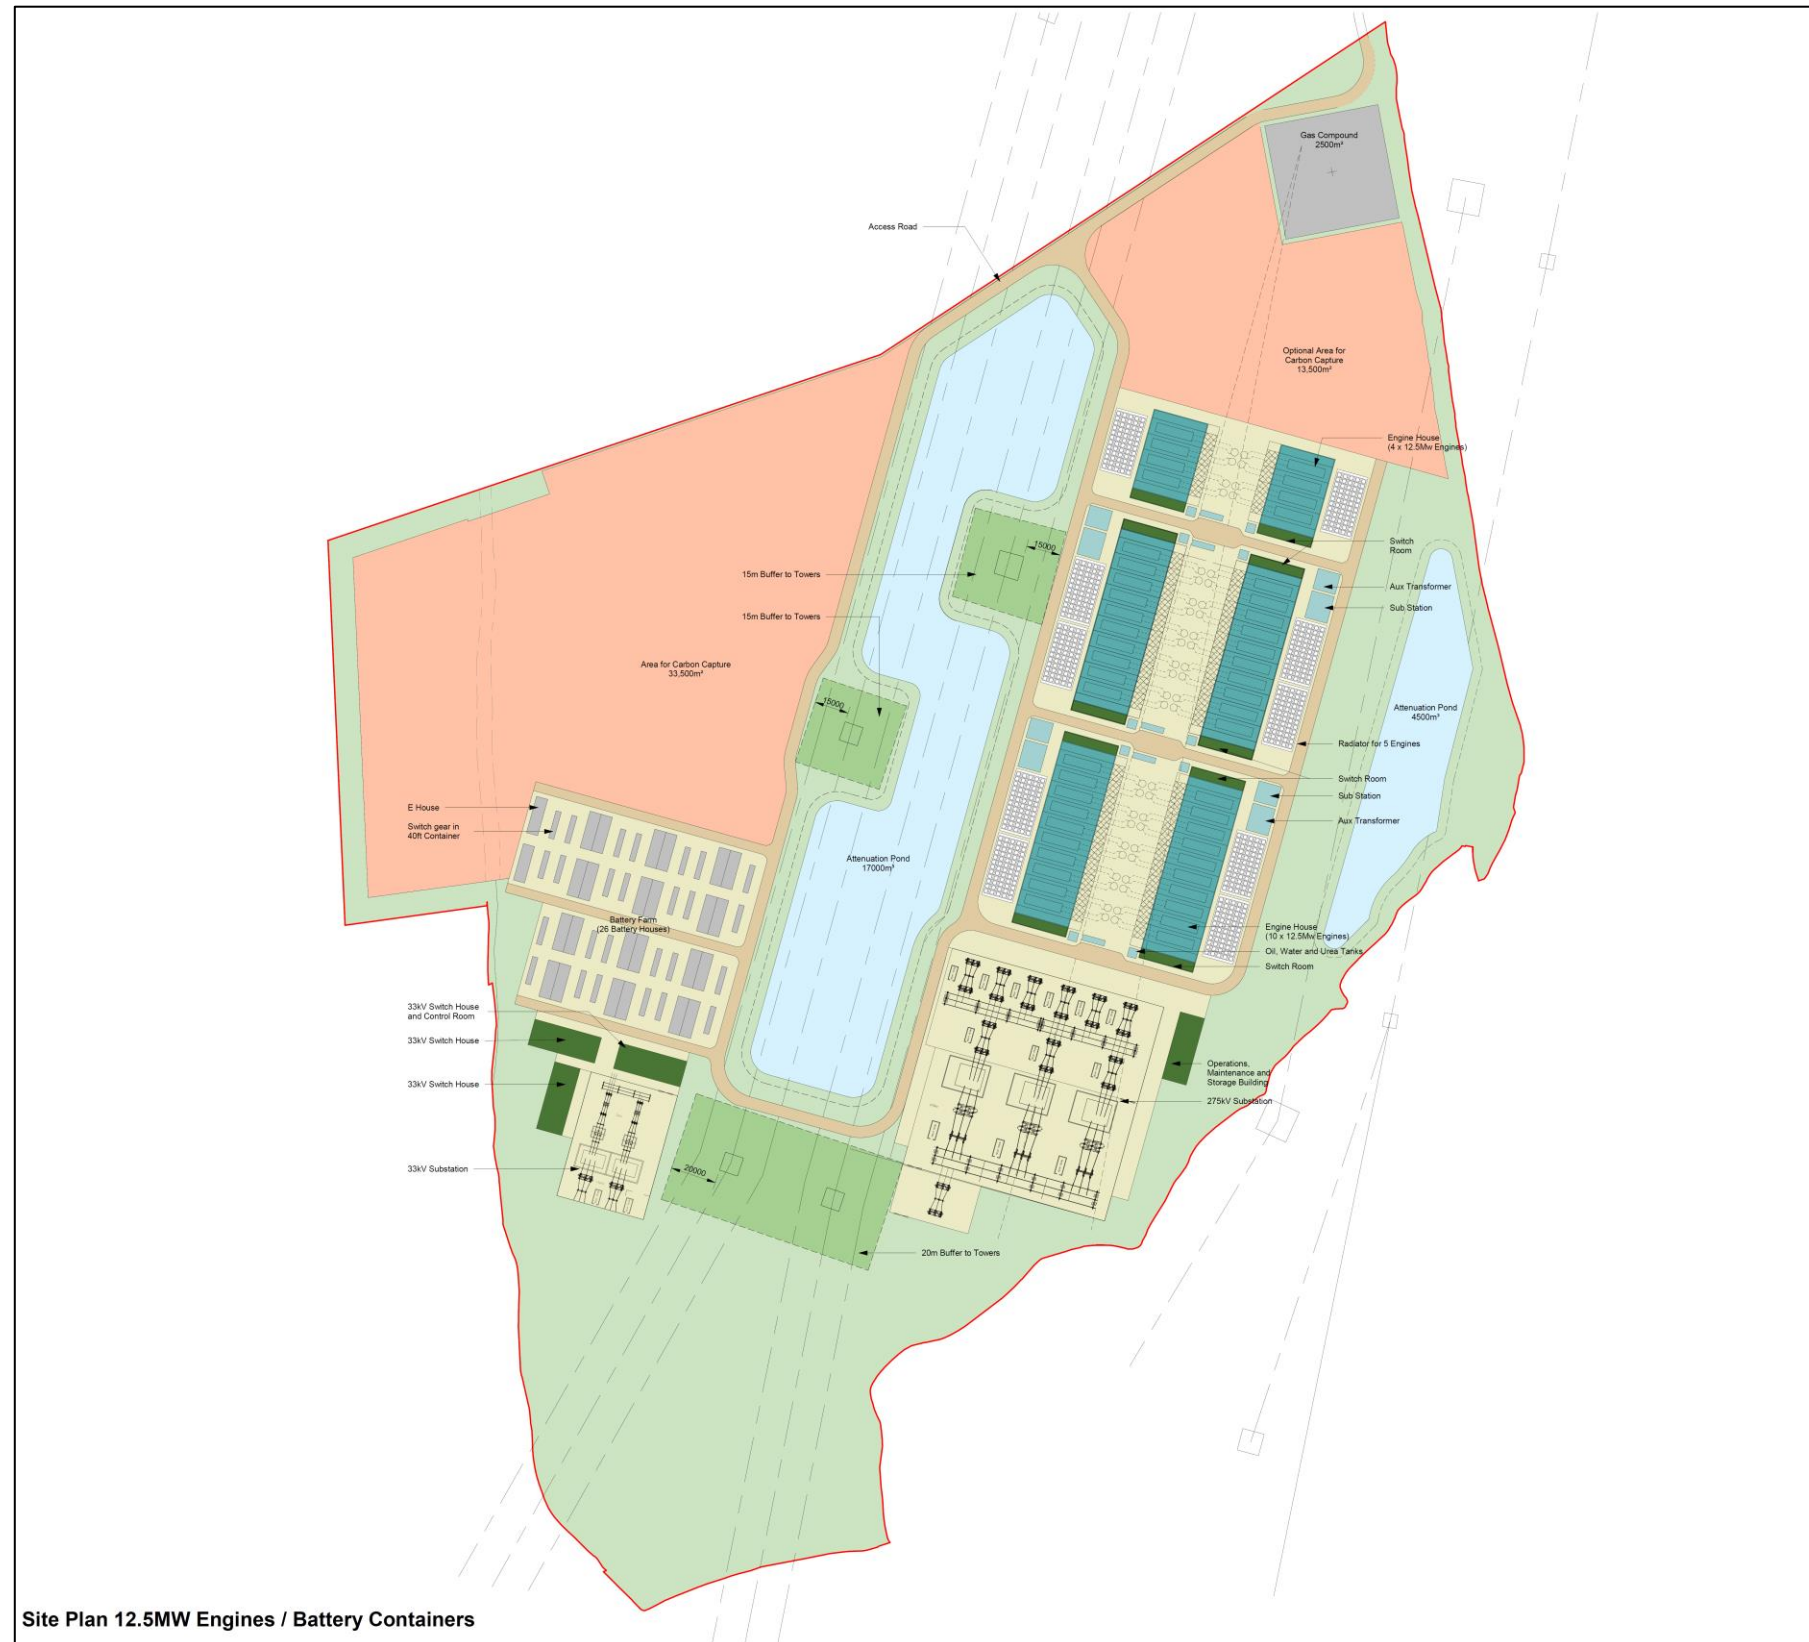 Gas Compound
2500m²
Access Road
Optional Area for
Carbon Capture
13,500m²
Engine House
(4 x 12.5Mw Engines)
Switch
Room
15000
15m Buffer to Towers
Aux Transformer
Sub Station
15m Buffer to Towers
Area for Carbon Capture
33,500m²
15000
Attenuation Pond
4500m³
Radiator for 5 Engines
Switch Room
Sub Station
Aux Transformer
E House
Switch gear in
40ft Container
Attenuation Pond
17000m³
Battery Farm
(26 Battery Houses)
Engine House
(10 x 12.5Mw Engines)
Oil, Water and Urea Tanks
Switch Room
33kV Switch House
and Control Room
33kV Switch House
33kV Switch House
Operations,
Maintenance and
Storage Building
275kV Substation
33kV Substation
20000
20m Buffer to Towers
Site Plan 12.5MW Engines / Battery Containers